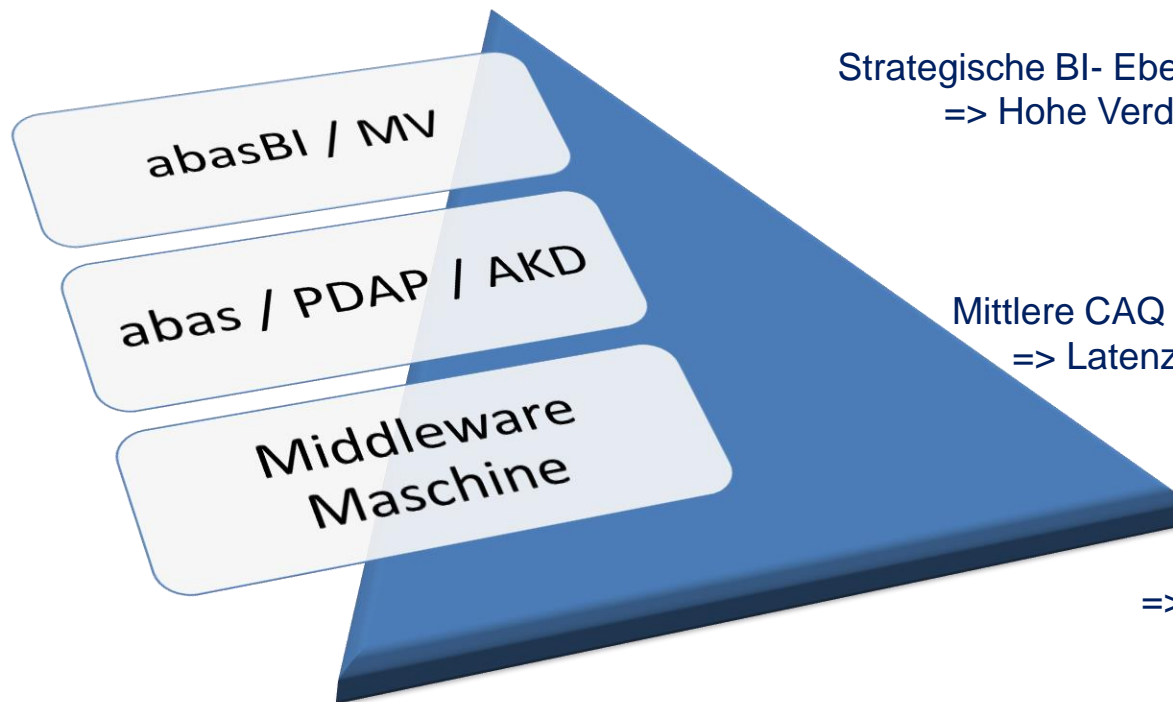 Strategische BI- Ebe
=> Hohe Verd
abasBI / MV
abas / PDAP / AKD
Mittlere CAQ
=> Latenz
Middleware
Maschine
=>